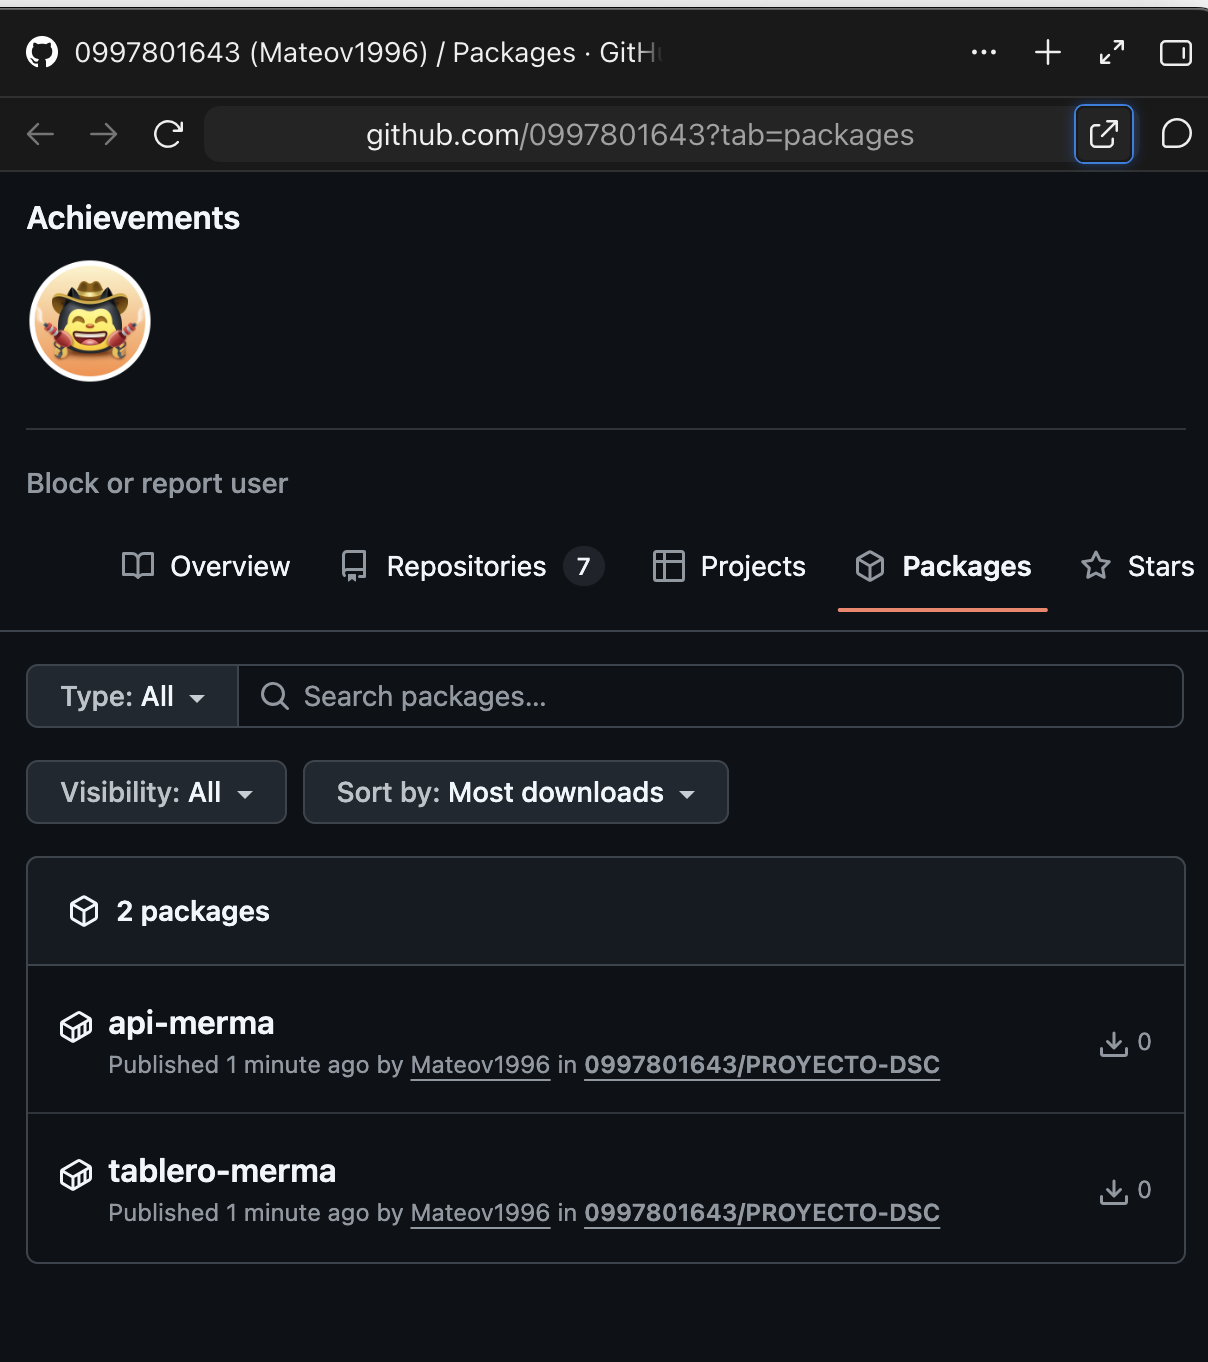 0997801643 (Mateov1996) / Packages · GitHu
github.com/0997801643?tab=packages
Achievements
Block or report user
Overview Repositories 7 Projects Packages Stars
Type: All Search packages...
Visibility: All Sort by: Most downloads
2 packages
api-merma
Published 1 minute ago by Mateov1996 in 0997801643/PROYECTO-DSC
0
tablero-merma
Published 1 minute ago by Mateov1996 in 0997801643/PROYECTO-DSC
0